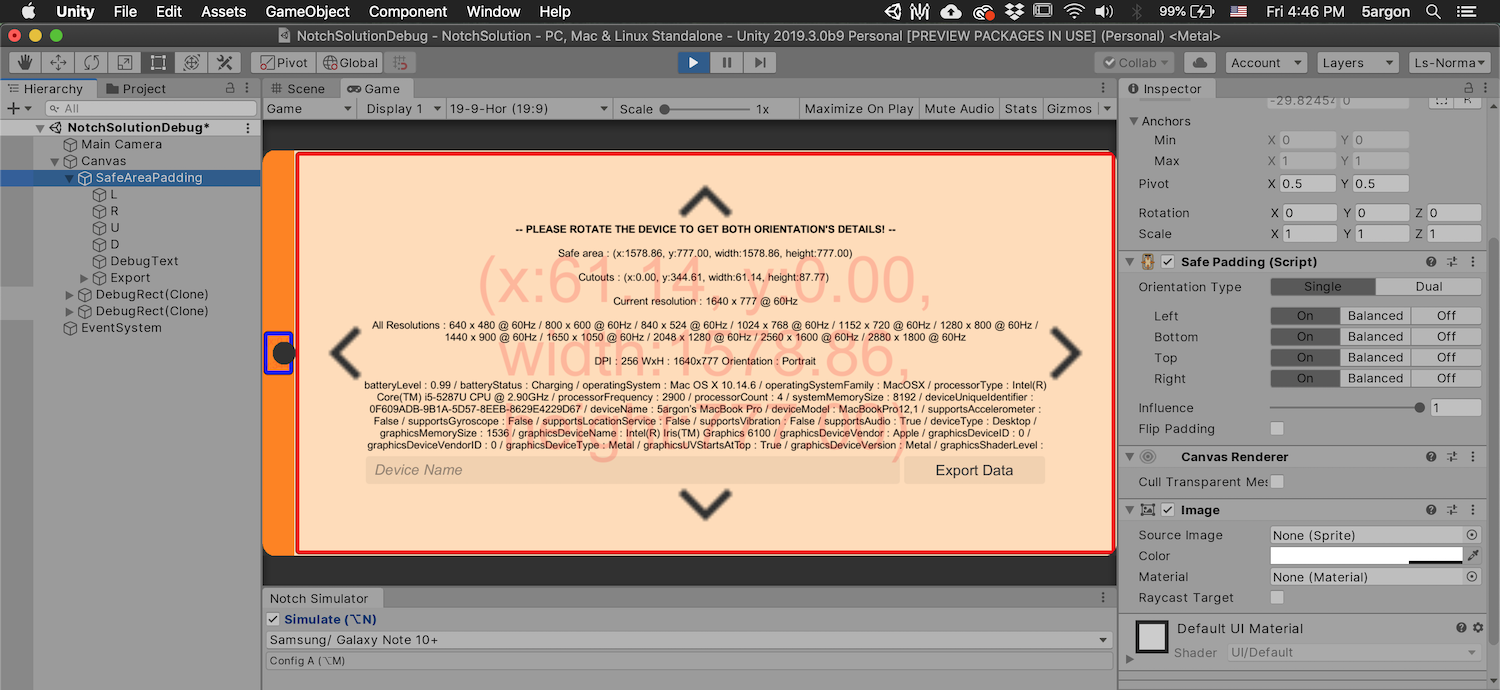 Unity File Edit Assets GameObject Component Window Help 99% Fri 4:46 PM 5argon
NotchSolutionDebug - NotchSolution - PC, Mac & Linux Standalone - Unity 2019.3.0b9 Personal [PREVIEW PACKAGES IN USE] (Personal) <Metal>
Pivot Global Collab Account Layers Ls-Norma
Hierarchy Project
All
NotchSolutionDebug*
Main Camera
Canvas
SafeAreaPadding
L
R
U
D
DebugText
Export
DebugRect(Clone)
DebugRect(Clone)
EventSystem
Scene Game
Game Display 1 19-9-Hor (19:9) Scale 1x Maximize On Play Mute Audio Stats Gizmos
-- PLEASE ROTATE THE DEVICE TO GET BOTH ORIENTATION'S DETAILS! --
Safe area : (x:1578.86, y:777.00, width:1578.86, height:777.00)
(x:61.14, y:0.00,
Cutouts : (x:0.00, y:344.61, width:61.14, height:87.77)
Current resolution : 1640 x 777 @ 60Hz
All Resolutions : 640 x 480 @ 60Hz / 800 x 600 @ 60Hz / 840 x 524 @ 60Hz / 1024 x 768 @ 60Hz / 1152 x 720 @ 60Hz / 1280 x 800 @ 60Hz /
1440 x 900 @ 60Hz / 1650 x 1050 @ 60Hz / 2048 x 1280 @ 60Hz / 2560 x 1600 @ 60Hz / 2880 x 1800 @ 60Hz
width:1578.86,
DPI : 256 WxH : 1640x777 Orientation : Portrait
batteryLevel : 0.99 / batteryStatus : Charging / operatingSystem : Mac OS X 10.14.6 / operatingSystemFamily : MacOSX / processorType : Intel(R)
Core(TM) i5-5287U CPU @ 2.90GHz / processorFrequency : 2900 / processorCount : 4 / systemMemorySize : 8192 / deviceUniqueIdentifier :
0F609ADB-9B1A-5D57-8EEB-8629E4229D67 / deviceName : 5argon's MacBook Pro / deviceModel : MacBookPro12,1 / supportsAccelerometer :
False / supportsGyroscope : False / supportsLocationService : False / supportsVibration : False / supportsAudio : True / deviceType : Desktop /
height:777.00)
graphicsMemorySize : 1536 / graphicsDeviceName : Intel(R) Iris(TM) Graphics 6100 / graphicsDeviceVendor : Apple / graphicsDeviceID : 0 /
graphicsDeviceVendorID : 0 / graphicsDeviceType : Metal / graphicsUVStartsAtTop : True / graphicsDeviceVersion : Metal / graphicsShaderLevel :
Device Name Export Data
Notch Simulator
Simulate (⌥N)
Samsung/ Galaxy Note 10+
Config A (⌥M)
Inspector
0 R
Anchors
Min X 0 Y 0
Max X 1 Y 1
Pivot X 0.5 Y 0.5
Rotation X 0 Y 0 Z 0
Scale X 1 Y 1 Z 1
Safe Padding (Script)
Orientation Type Single Dual
Left On Balanced Off
Bottom On Balanced Off
Top On Balanced Off
Right On Balanced Off
Influence 1
Flip Padding
Canvas Renderer
Cull Transparent Mes
Image
Source Image None (Sprite)
Color
Material None (Material)
Raycast Target
Default UI Material
Shader UI/Default